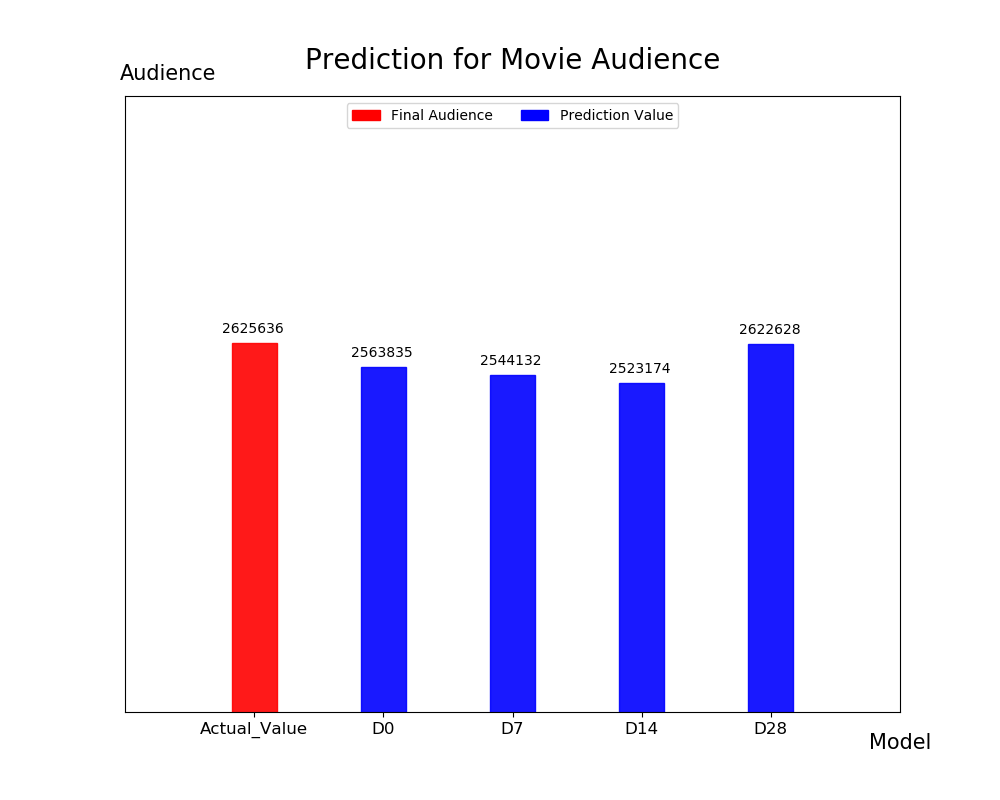 Prediction for Movie Audience
Audience
Final Audience Prediction Value
2625636
2563835
2544132
2523174
2622628
Actual_Value D0 D7 D14 D28
Model